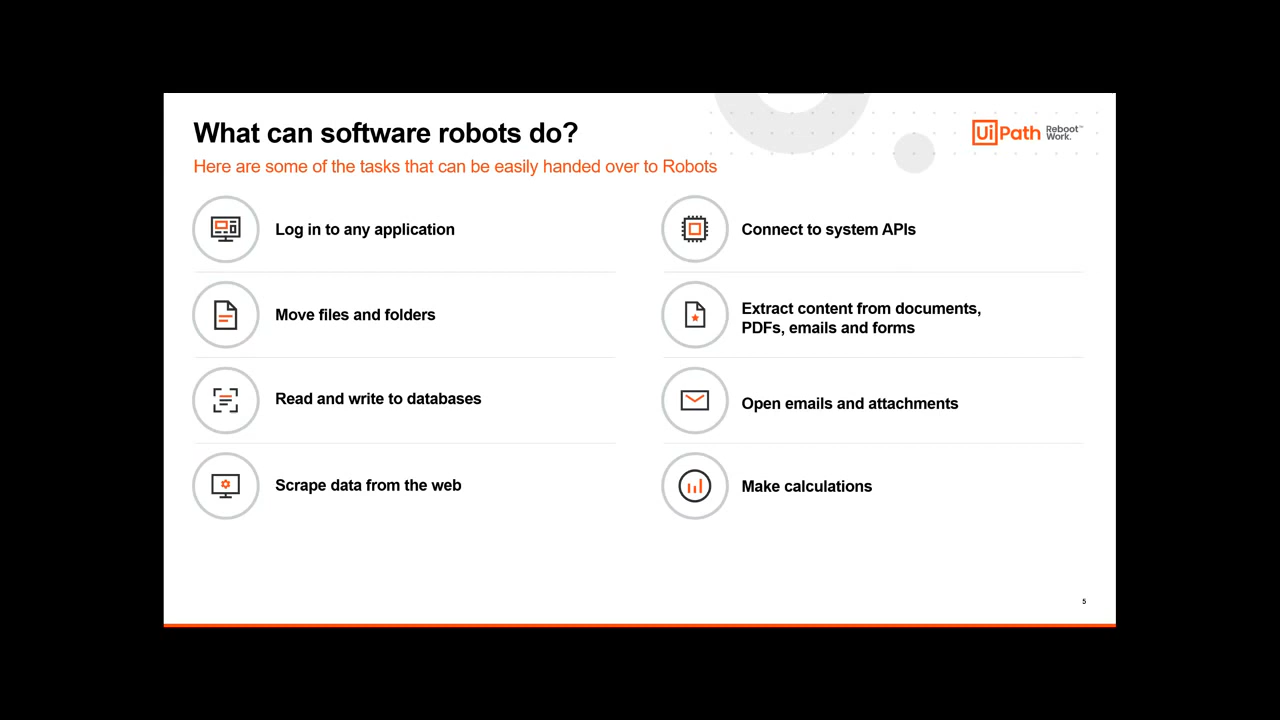 What can software robots do?
Here are some of the tasks that can be easily handed over to Robots
UiPath Reboot™
Work.
Log in to any application
Move files and folders
Read and write to databases
Scrape data from the web
Connect to system APIs
Extract content from documents,
PDFs, emails and forms
Open emails and attachments
Make calculations
5